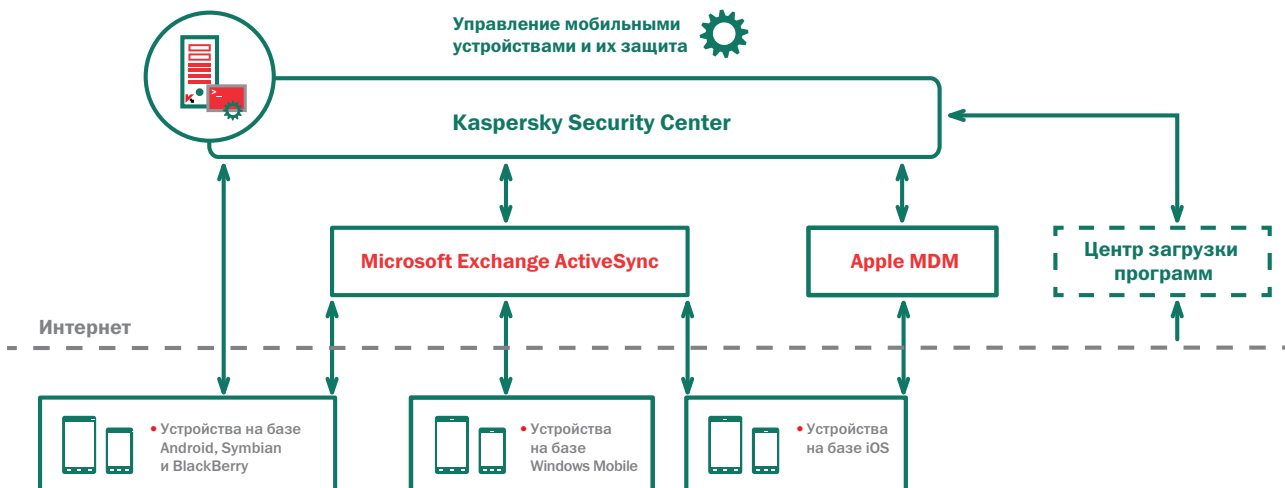 Управление мобильными
устройствами и их защита
>_
Kaspersky Security Center
Microsoft Exchange ActiveSync
Apple MDM
Центр загрузки
программ
Интернет
• Устройства на базе
Android, Symbian
и BlackBerry
• Устройства
на базе
Windows Mobile
• Устройства
на базе iOS